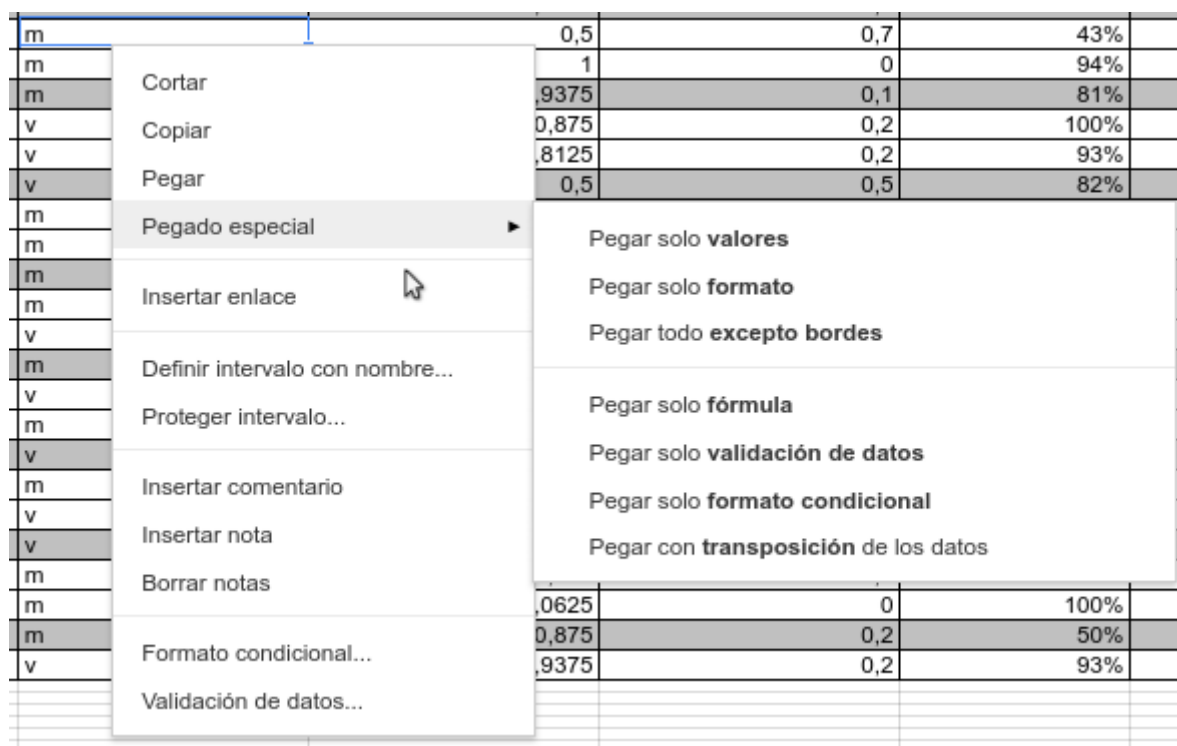 m 0,5 0,7 43%
m 1 0 94%
m ,9375 0,1 81%
v 0,875 0,2 100%
v ,8125 0,2 93%
v 0,5 0,5 82%
m
m
m
m
v
m
v
m
v
m
v
v
m
m ,0625 0 100%
m 0,875 0,2 50%
v ,9375 0,2 93%
Cortar
Copiar
Pegar
Pegado especial
Insertar enlace
Definir intervalo con nombre...
Proteger intervalo...
Insertar comentario
Insertar nota
Borrar notas
Formato condicional...
Validación de datos...
Pegar solo valores
Pegar solo formato
Pegar todo excepto bordes
Pegar solo fórmula
Pegar solo validación de datos
Pegar solo formato condicional
Pegar con transposición de los datos